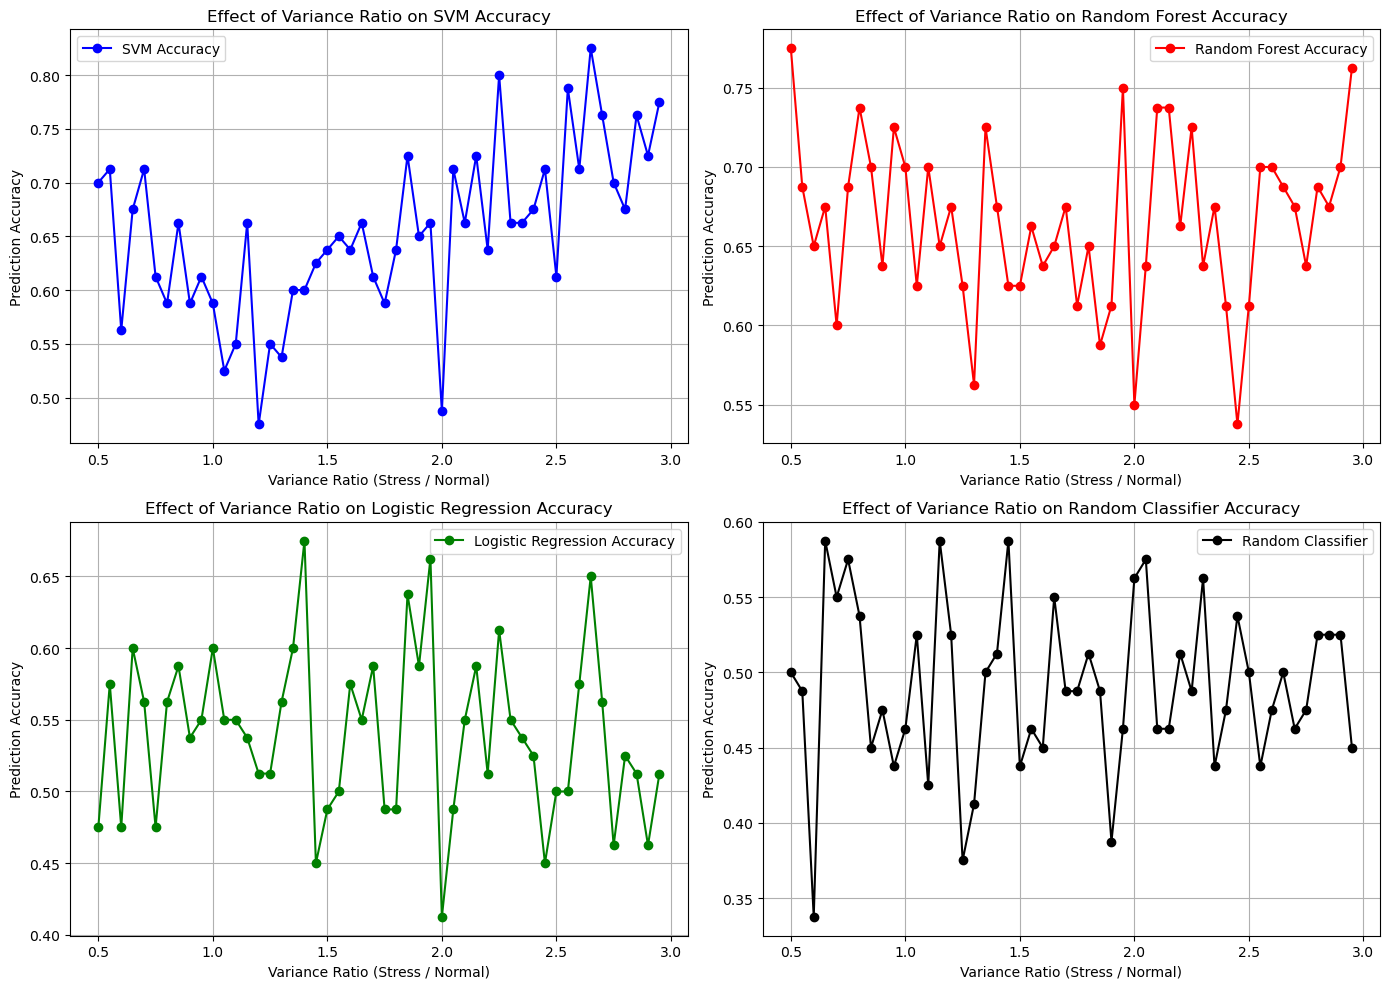 Effect of Variance Ratio on SVM Accuracy
SVM Accuracy
0.80
0.75
0.70
0.65
0.60
0.55
0.50
Prediction Accuracy
0.5 1.0 1.5 2.0 2.5 3.0
Variance Ratio (Stress / Normal)
Effect of Variance Ratio on Random Forest Accuracy
Random Forest Accuracy
0.75
0.70
0.65
0.60
0.55
Prediction Accuracy
0.5 1.0 1.5 2.0 2.5 3.0
Variance Ratio (Stress / Normal)
Effect of Variance Ratio on Logistic Regression Accuracy
Logistic Regression Accuracy
0.65
0.60
0.55
0.50
0.45
0.40
Prediction Accuracy
0.5 1.0 1.5 2.0 2.5 3.0
Variance Ratio (Stress / Normal)
Effect of Variance Ratio on Random Classifier Accuracy
Random Classifier
0.60
0.55
0.50
0.45
0.40
0.35
Prediction Accuracy
0.5 1.0 1.5 2.0 2.5 3.0
Variance Ratio (Stress / Normal)